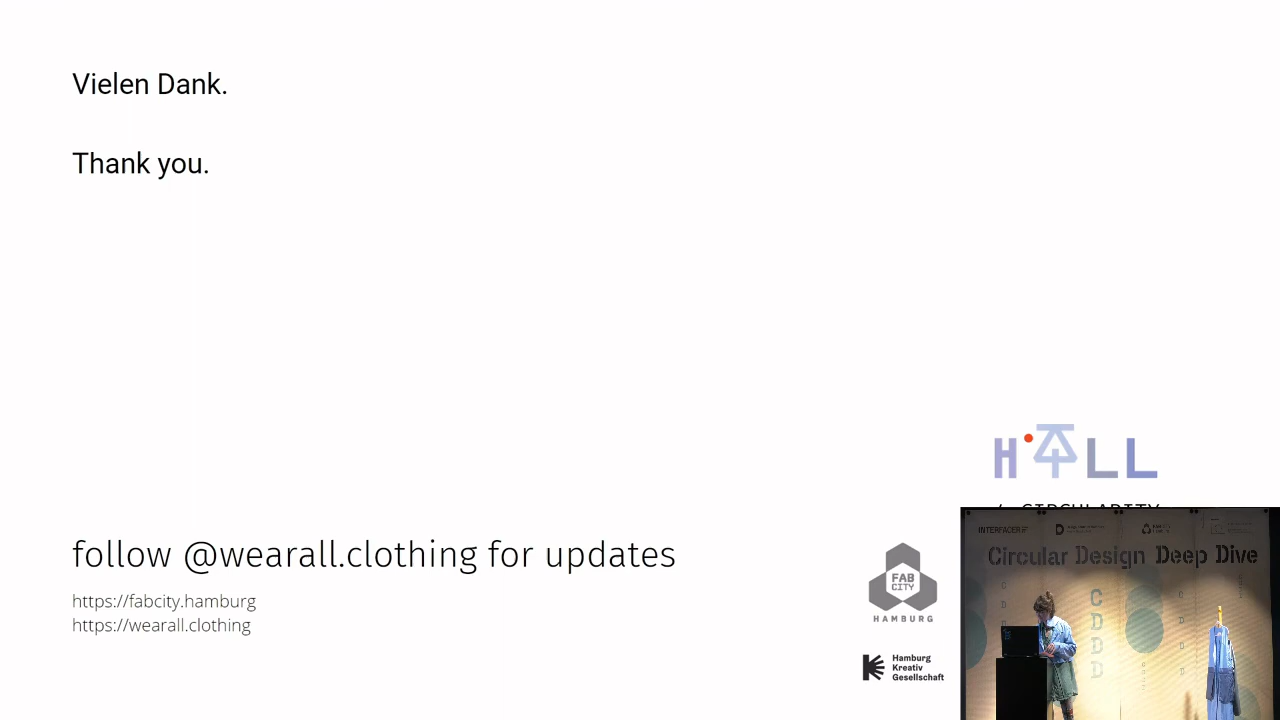 Vielen Dank.
Thank you.
follow @wearall.clothing for updates
https://fabcity.hamburg
https://wearall.clothing
FAB
CITY
HAMBURG
Hamburg
Kreativ
Gesellschaft
INTERFACER
Circular Design Deep Dive
C
D
D
D